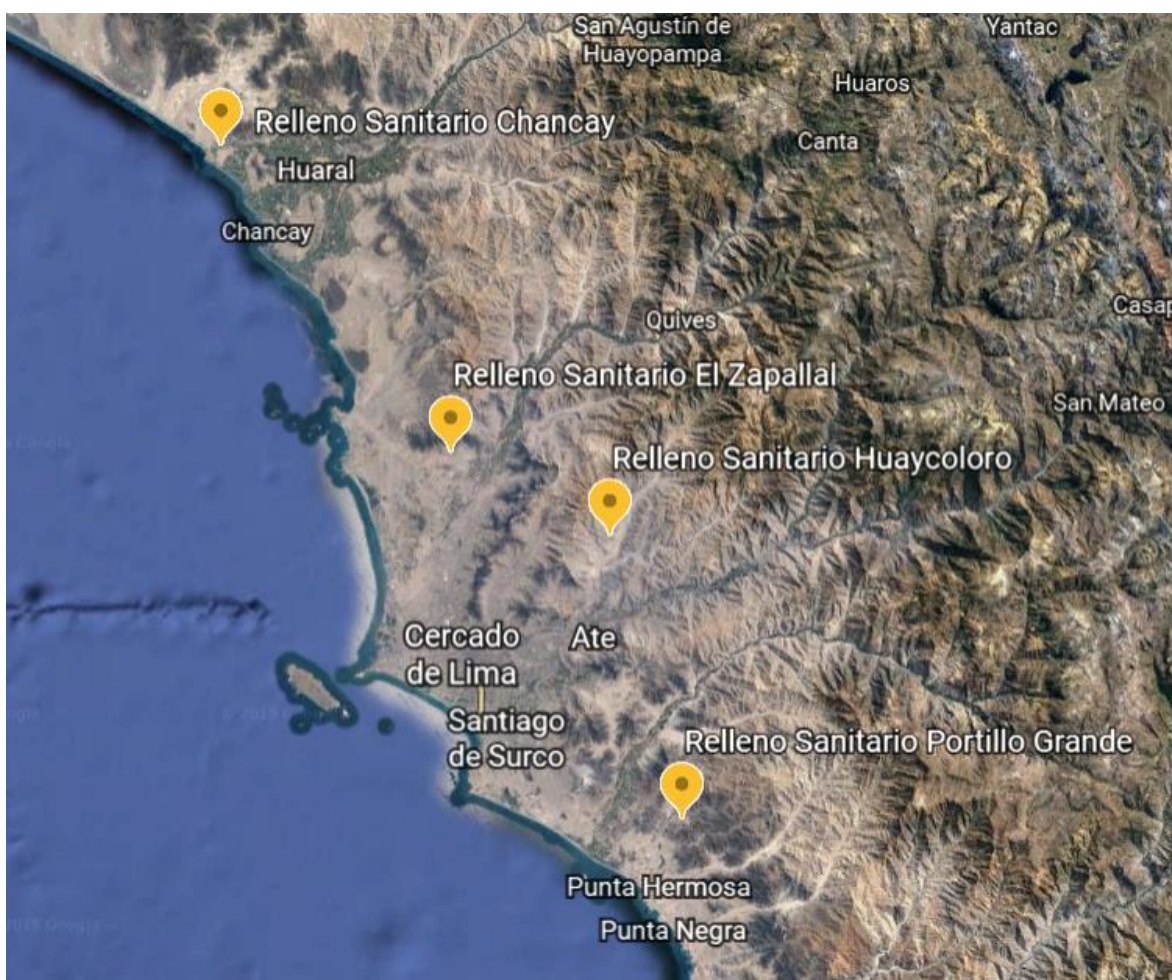 San Agustín de
Huayopampa
Yantac
Huaros
Relleno Sanitario Chancay
Canta
Huaral
Chancay
Casap
Quives
Relleno Sanitario El Zapallal
San Mateo
Relleno Sanitario Huaycoloro
Cercado
de Lima
Ate
Santiago
de Surco
Relleno Sanitario Portillo Grande
Punta Hermosa
Punta Negra